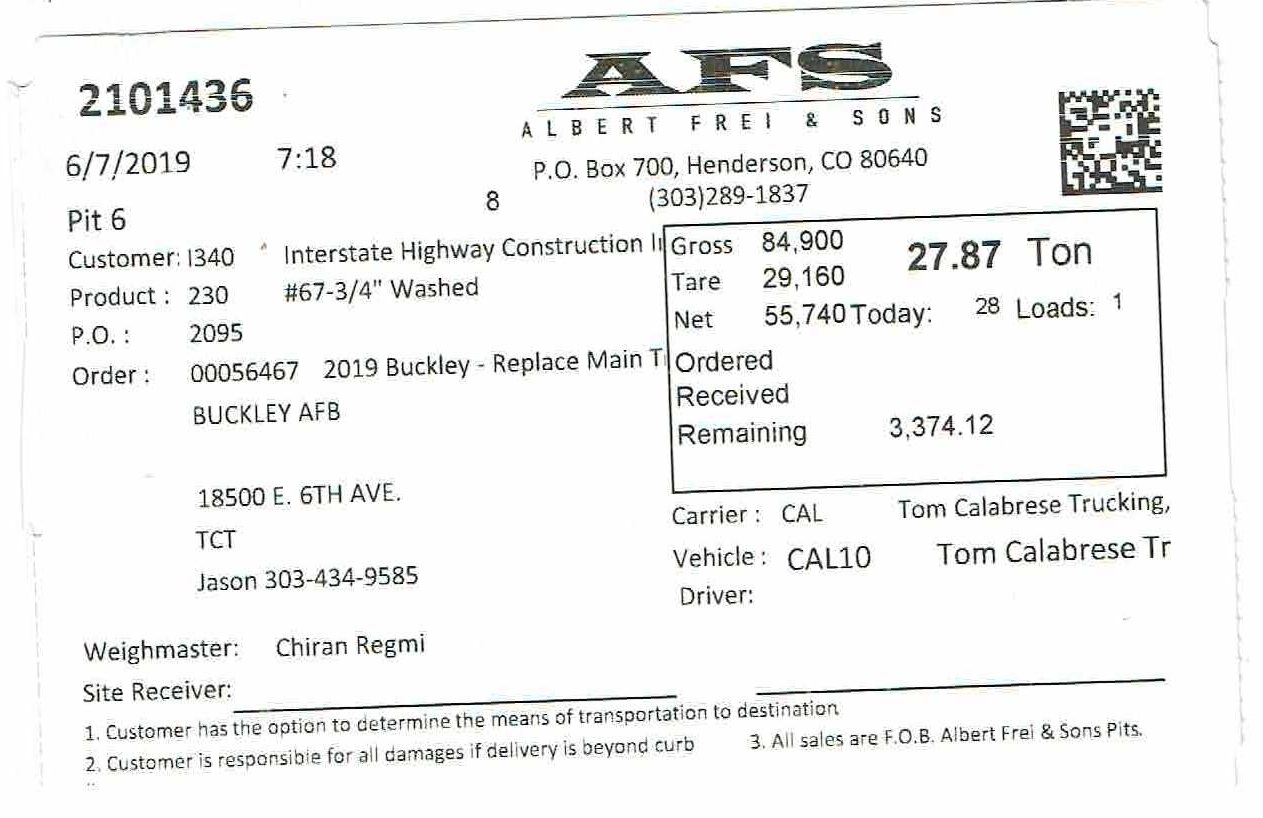 2101436
AFS
ALBERT FREI & SONS
6/7/2019 7:18
P.O. Box 700, Henderson, CO 80640
8 (303)289-1837
Pit 6
Customer: I340 Interstate Highway Construction I
Product : 230 #67-3/4" Washed
P.O. : 2095
Order : 00056467 2019 Buckley - Replace Main T
BUCKLEY AFB
18500 E. 6TH AVE.
TCT
Jason 303-434-9585
Gross 84,900 27.87 Ton
Tare 29,160
Net 55,740 Today: 28 Loads: 1
Ordered
Received
Remaining 3,374.12
Carrier : CAL Tom Calabrese Trucking,
Vehicle : CAL10 Tom Calabrese Tr
Driver:
Weighmaster: Chiran Regmi
Site Receiver:
1. Customer has the option to determine the means of transportation to destination
2. Customer is responsible for all damages if delivery is beyond curb
3. All sales are F.O.B. Albert Frei & Sons Pits.